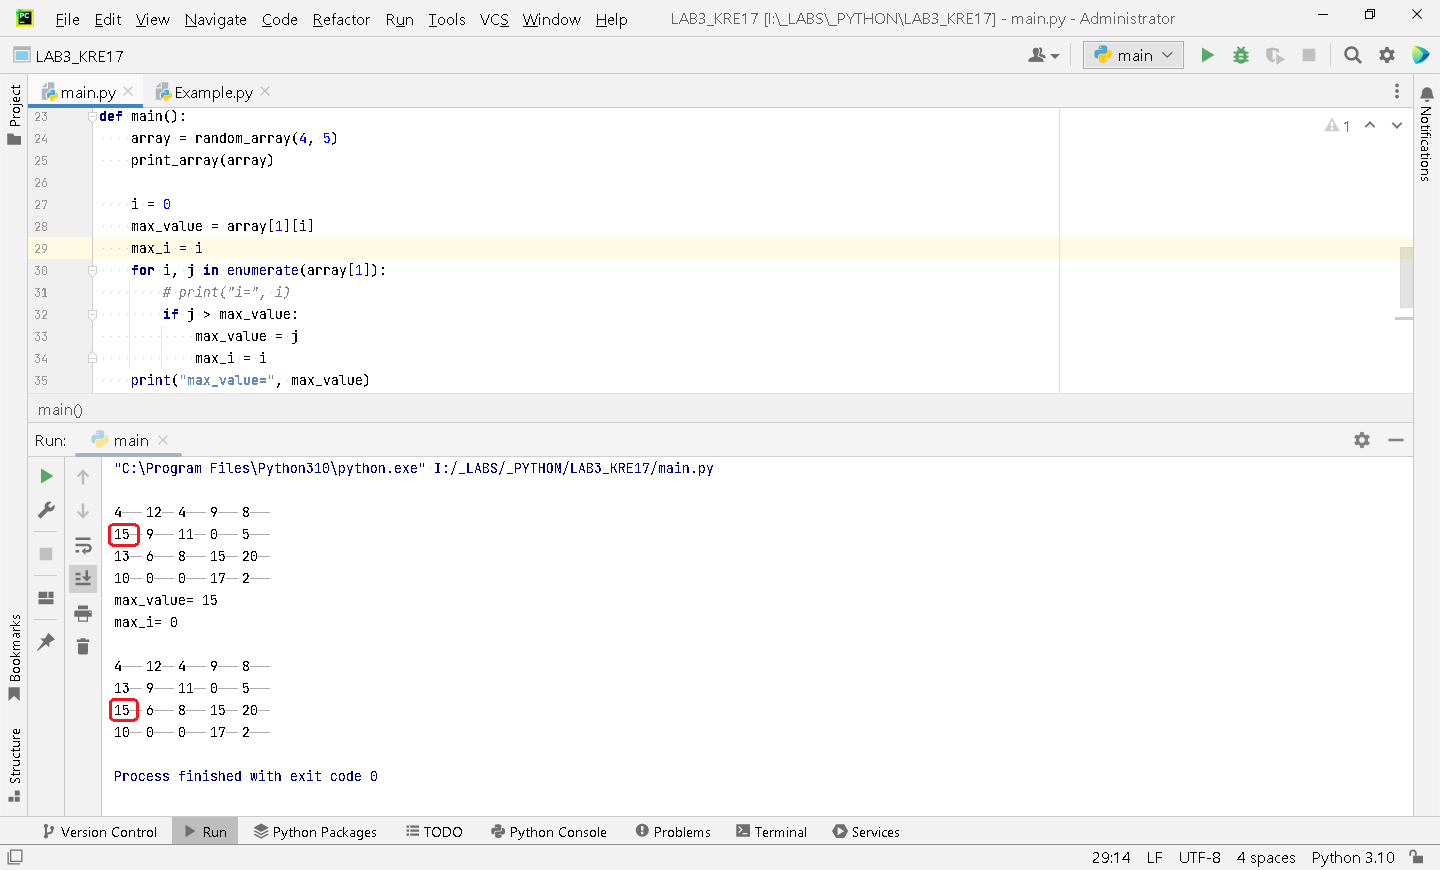 File Edit View Navigate Code Refactor Run Tools VCS Window Help LAB3_KRE17 [I:\_LABS\_PYTHON\LAB3_KRE17] - main.py - Administrator
LAB3_KRE17 main
Project
main.py Example.py
Notifications
1
23 def main():
24 array = random_array(4, 5)
25 print_array(array)
26
27 i = 0
28 max_value = array[1][i]
29 max_i = i
30 for i, j in enumerate(array[1]):
31 # print("i=", i)
32 if j > max_value:
33 max_value = j
34 max_i = i
35 print("max_value=", max_value)
main()
Run: main
"C:\Program Files\Python310\python.exe" I:/_LABS/_PYTHON/LAB3_KRE17/main.py
4 12 4 9 8
15 9 11 0 5
13 6 8 15 20
10 0 0 17 2
max_value= 15
max_i= 0
4 12 4 9 8
13 9 11 0 5
15 6 8 15 20
10 0 0 17 2
Process finished with exit code 0
Bookmarks
Structure
Version Control Run Python Packages TODO Python Console Problems Terminal Services
29:14 LF UTF-8 4 spaces Python 3.10